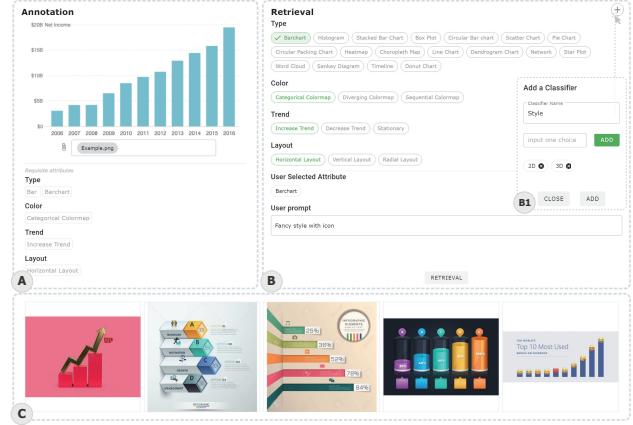 Annotation
$20B Net Income
$15B
$10B
$5B
$0
2006 2007 2008 2009 2010 2011 2012 2013 2014 2015 2016
Example.png
Requisite attributes
Type
Bar Barchart
Color
Categorical Colormap
Trend
Increase Trend
Layout
Horizontal Layout
A
Retrieval
Type
Barchart Histogram Stacked Bar Chart Box Plot Circular Bar chart Scatter Chart Pie Chart
Circular Packing Chart Heatmap Choropleth Map Line Chart Dendrogram Chart Network Star Plot
Word Cloud Sankey Diagram Timeline Donut Chart
Color
Categorical Colormap Diverging Colormap Sequential Colormap
Trend
Increase Trend Decrease Trend Stationary
Layout
Horizontal Layout Vertical Layout Radial Layout
User Selected Attribute
Barchart
User prompt
Fancy style with icon
RETRIEVAL
B
Add a Classifier
Classifier Name
Style
input one choice ADD
2D 3D
CLOSE ADD
B1
UP
A
B
C
D
INFOGRAPHIC
ELEMENTS
25%
36%
52%
78%
84%
Top 10 Most Used
C